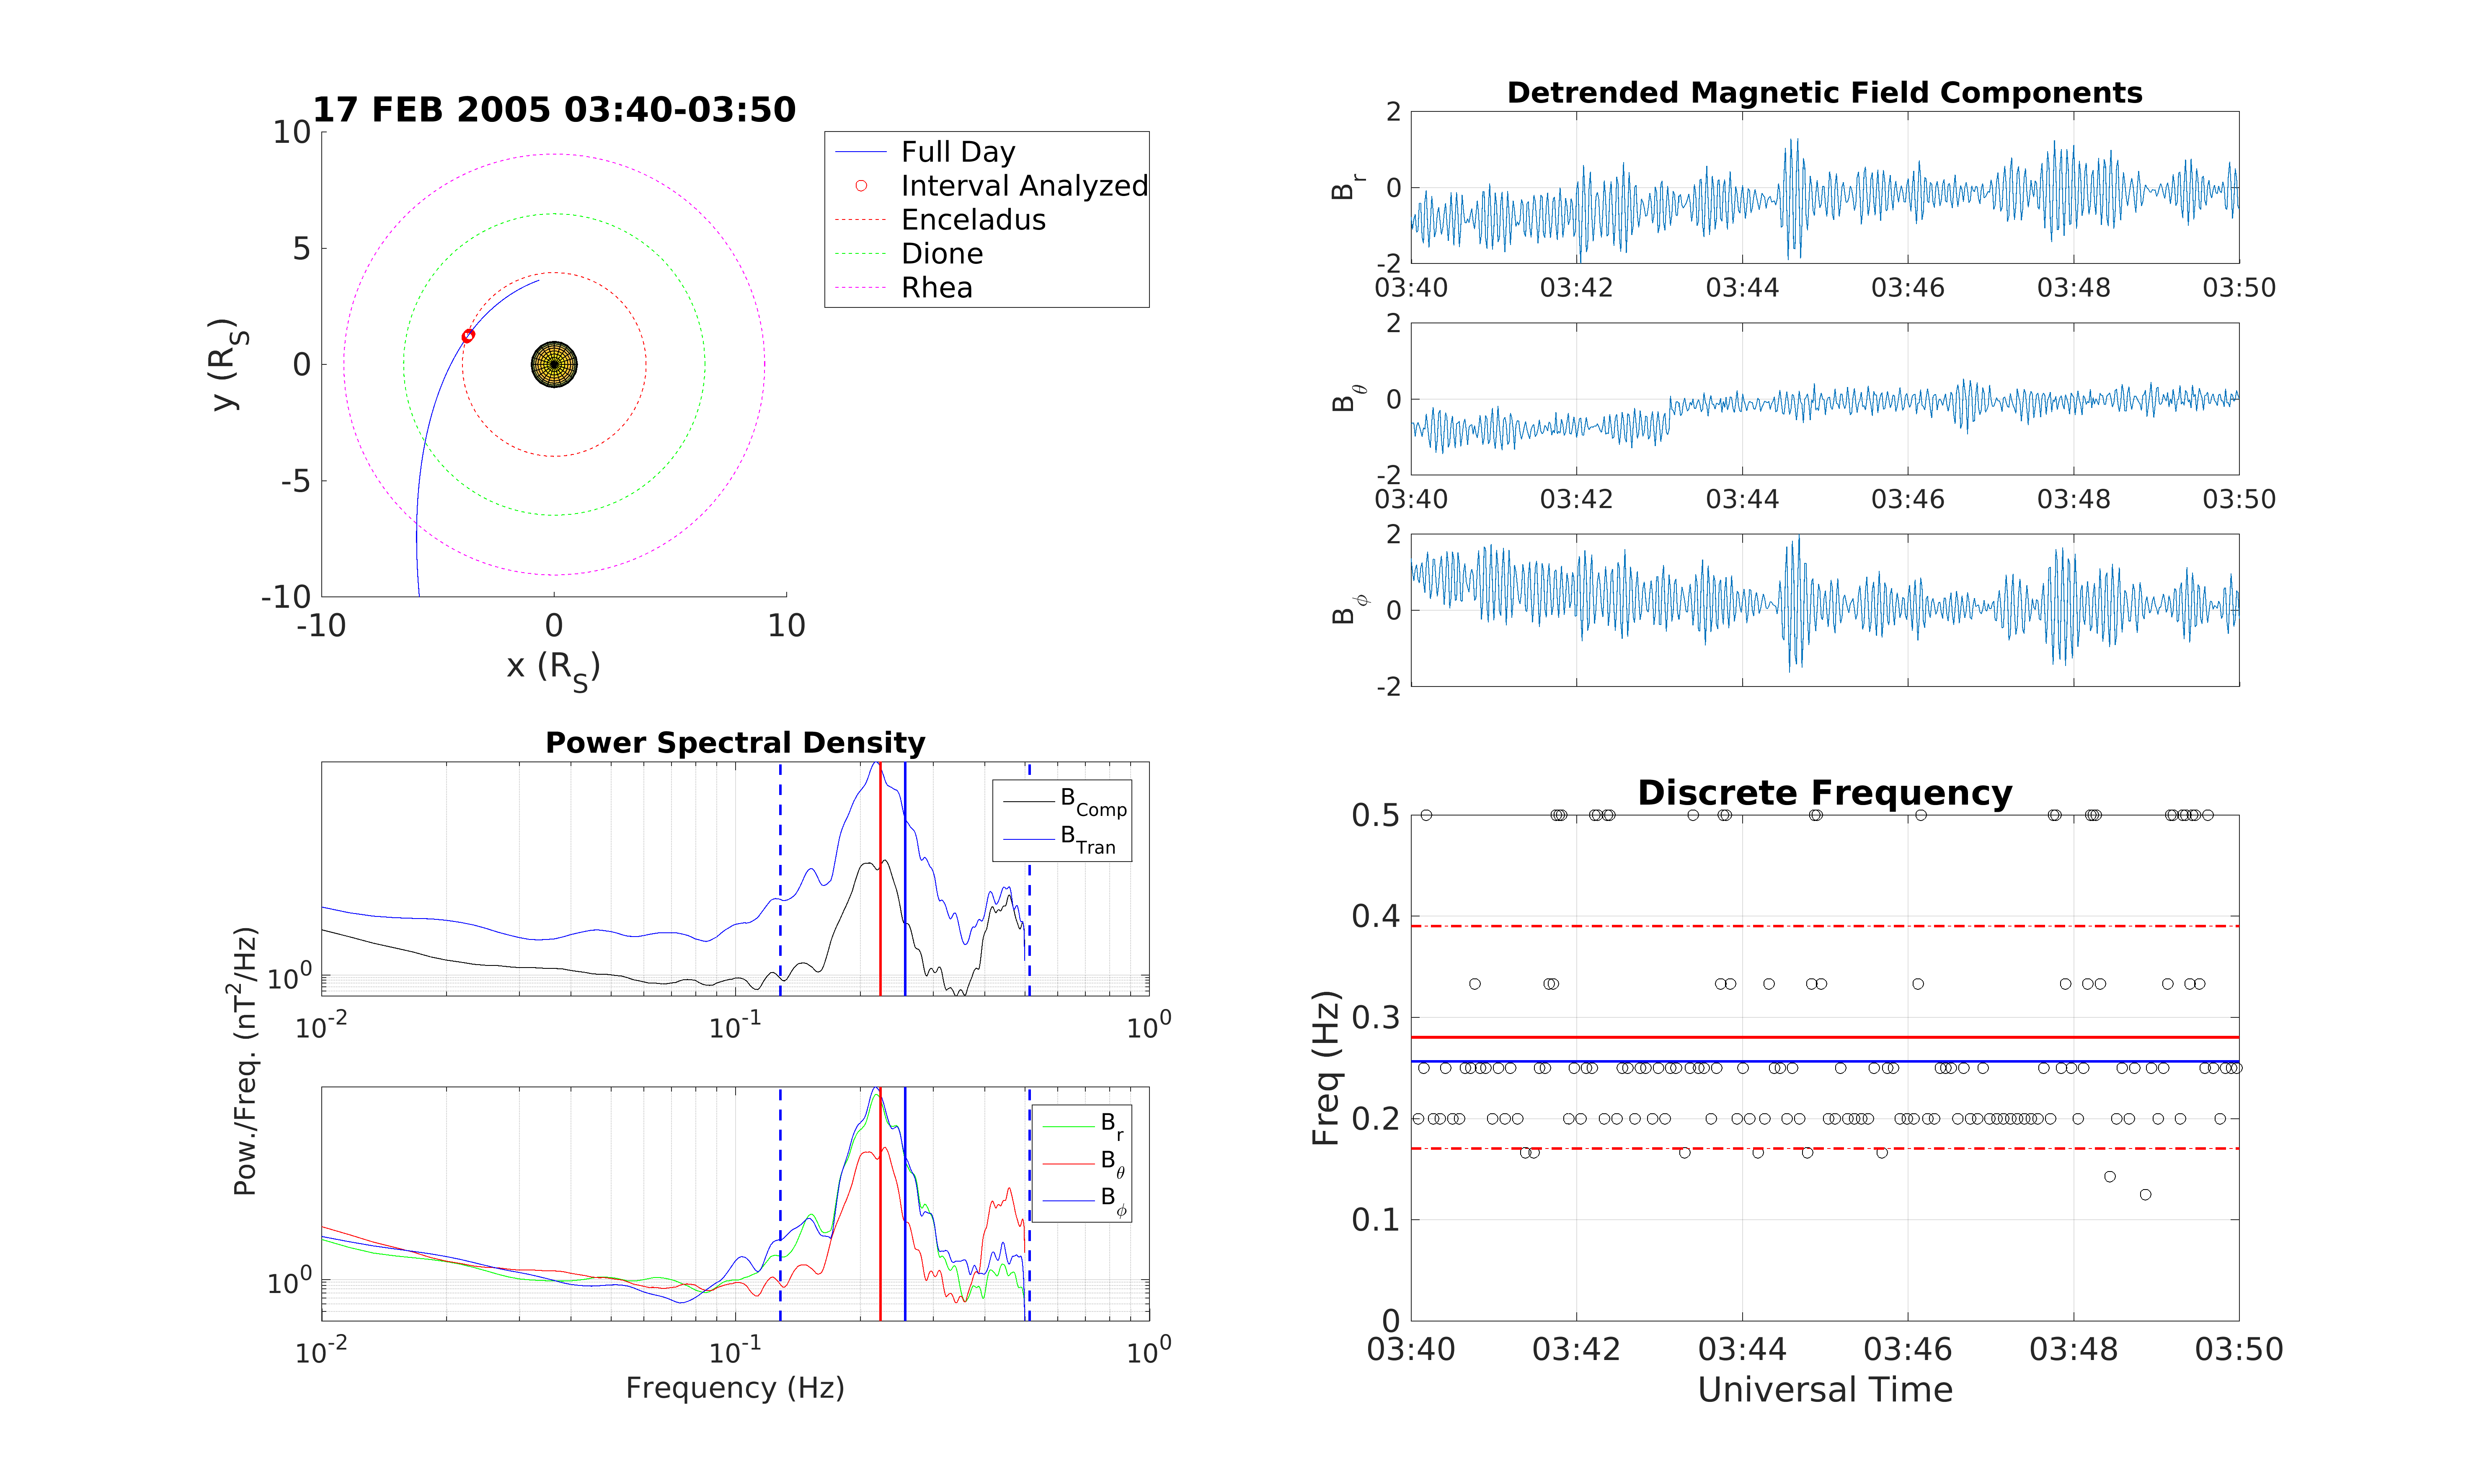 17 FEB 2005 03:40-03:50
10
5
0
-5
-10
-10
0
10
y (R_S)
x (R_S)
Full Day
Interval Analyzed
Enceladus
Dione
Rhea
Detrended Magnetic Field Components
B_r
2
0
-2
03:40
03:42
03:44
03:46
03:48
03:50
B_θ
2
0
-2
03:40
03:42
03:44
03:46
03:48
03:50
B_ϕ
2
0
-2
Power Spectral Density
B_Comp
B_Tran
10^0
10^-2
10^-1
10^0
Pow./Freq. (nT^2/Hz)
B_r
B_θ
B_ϕ
10^0
10^-2
10^-1
10^0
Frequency (Hz)
Discrete Frequency
0.5
0.4
0.3
0.2
0.1
0
Freq (Hz)
03:40
03:42
03:44
03:46
03:48
03:50
Universal Time